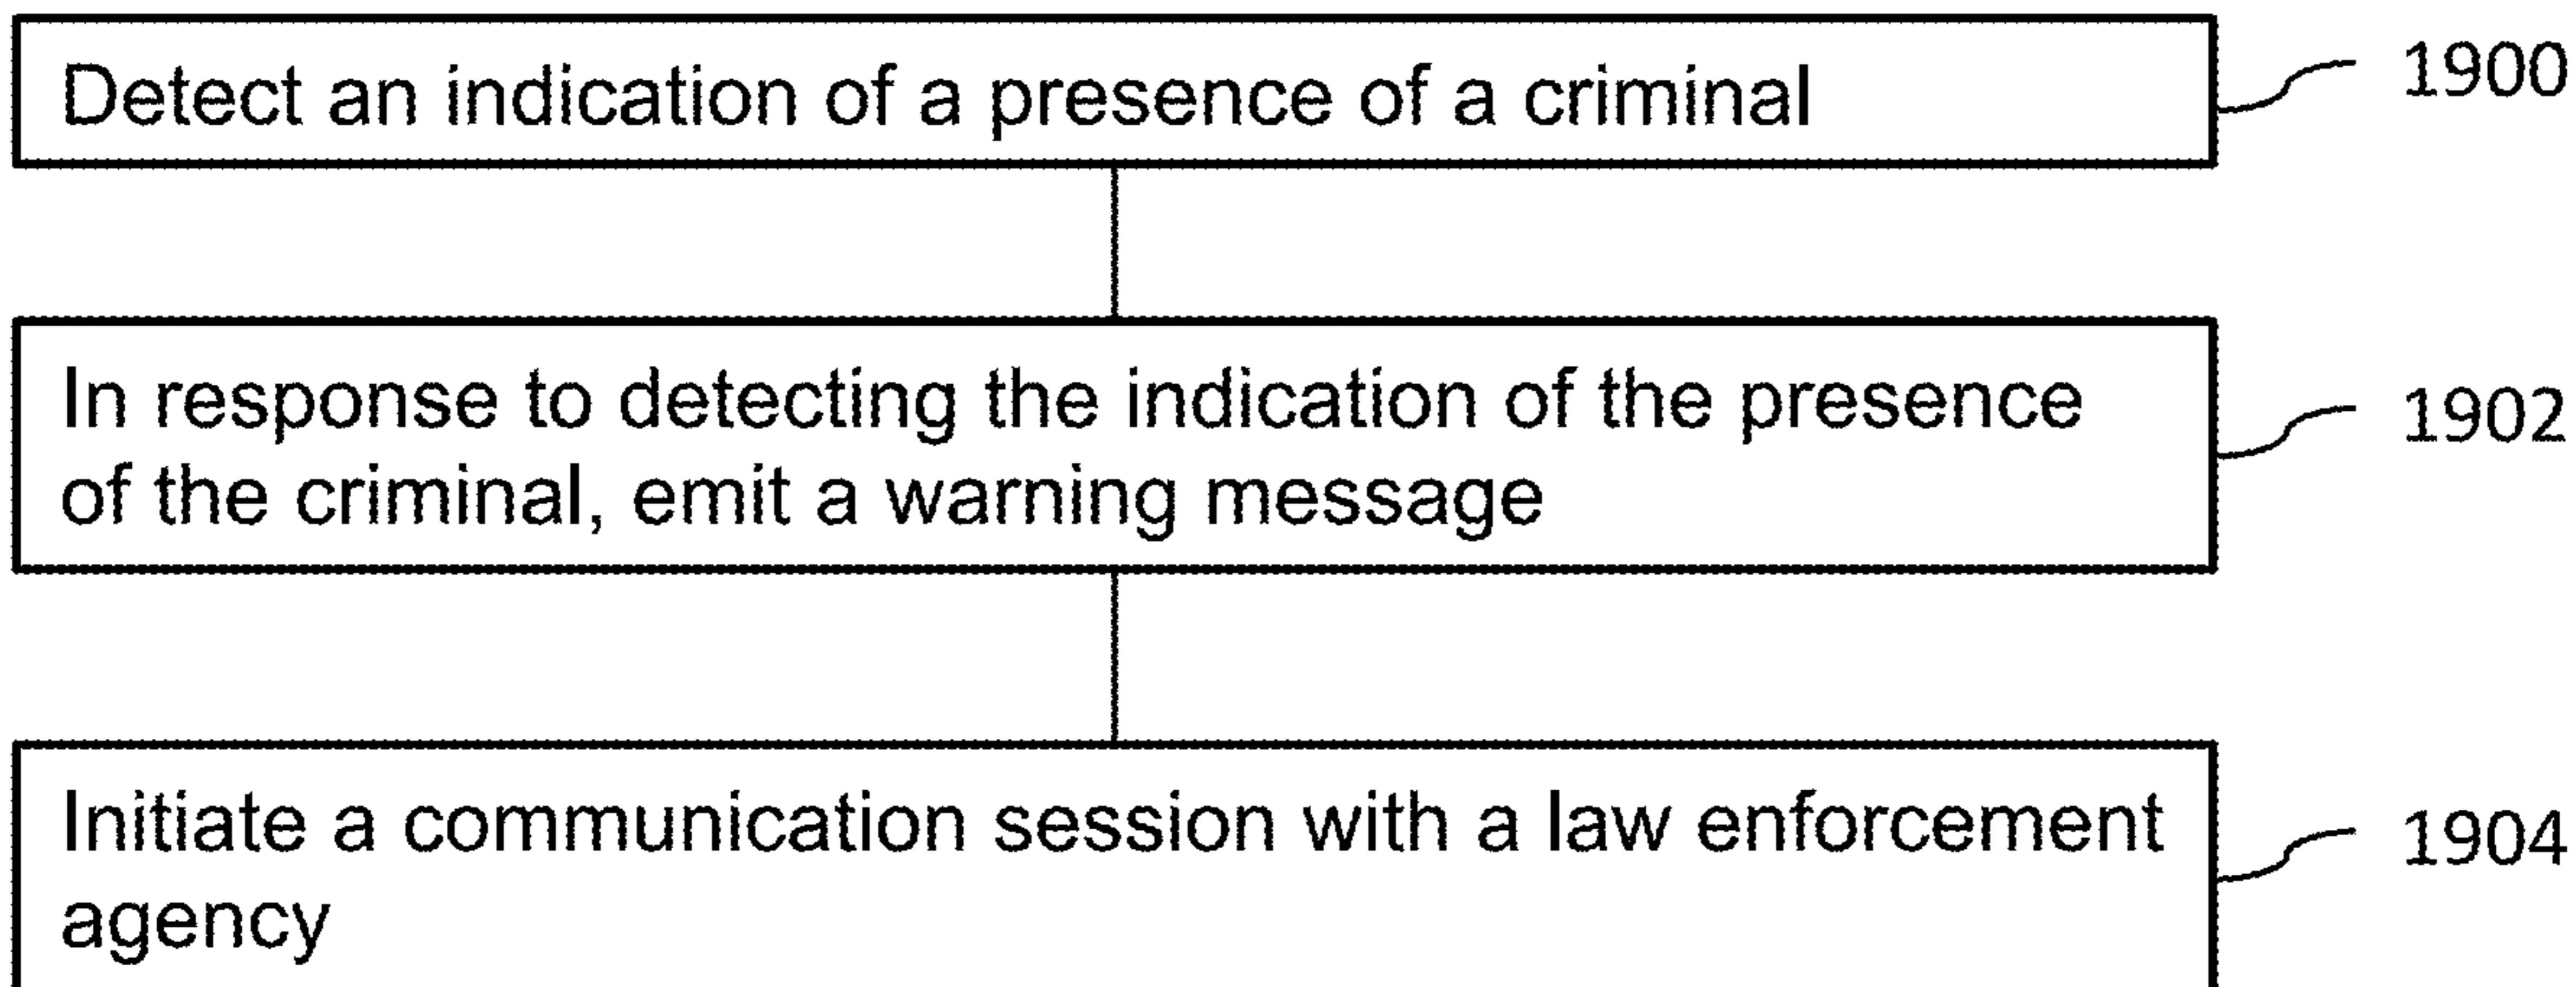 Detect an indication of a presence of a criminal
1900
In response to detecting the indication of the presence
of the criminal, emit a warning message
1902
Initiate a communication session with a law enforcement
agency
1904